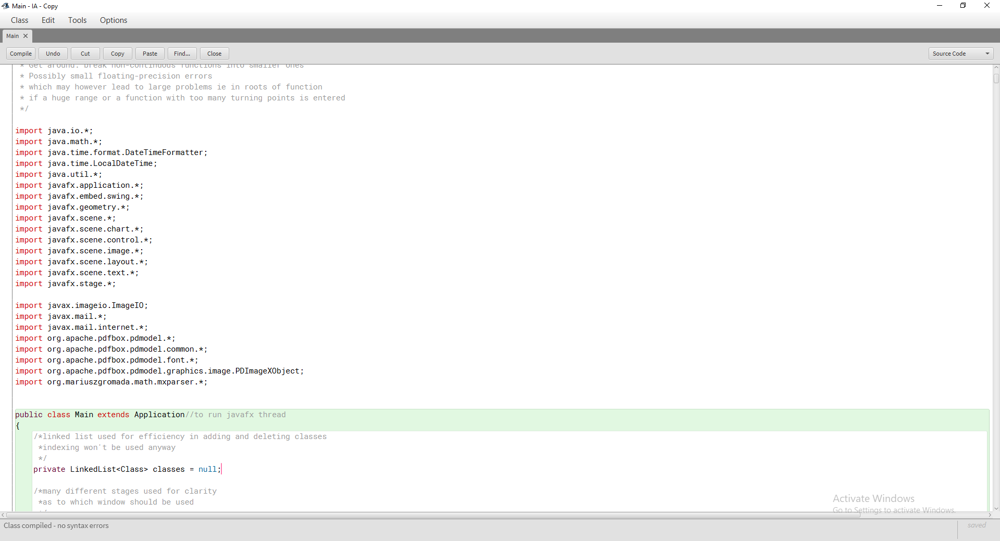 Main - IA - Copy
Class Edit Tools Options
Main
Compile Undo Cut Copy Paste Find... Close Source Code
* Get around: break non-continuous functions into smaller ones
* Possibly small floating-precision errors
* which may however lead to large problems ie in roots of function
* if a huge range or a function with too many turning points is entered
*/
import java.io.*;
import java.math.*;
import java.time.format.DateTimeFormatter;
import java.time.LocalDateTime;
import java.util.*;
import javafx.application.*;
import javafx.embed.swing.*;
import javafx.geometry.*;
import javafx.scene.*;
import javafx.scene.chart.*;
import javafx.scene.control.*;
import javafx.scene.image.*;
import javafx.scene.layout.*;
import javafx.scene.text.*;
import javafx.stage.*;
import javax.imageio.ImageIO;
import javax.mail.*;
import javax.mail.internet.*;
import org.apache.pdfbox.pdmodel.*;
import org.apache.pdfbox.pdmodel.common.*;
import org.apache.pdfbox.pdmodel.font.*;
import org.apache.pdfbox.pdmodel.graphics.image.PDImageXObject;
import org.mariuszgromada.math.mxparser.*;
public class Main extends Application//to run javafx thread
{
/*linked list used for efficiency in adding and deleting classes
*indexing won't be used anyway
*/
private LinkedList<Class> classes = null;
/*many different stages used for clarity
*as to which window should be used
*/
Activate Windows
Go to Settings to activate Windows.
Class compiled - no syntax errors
saved